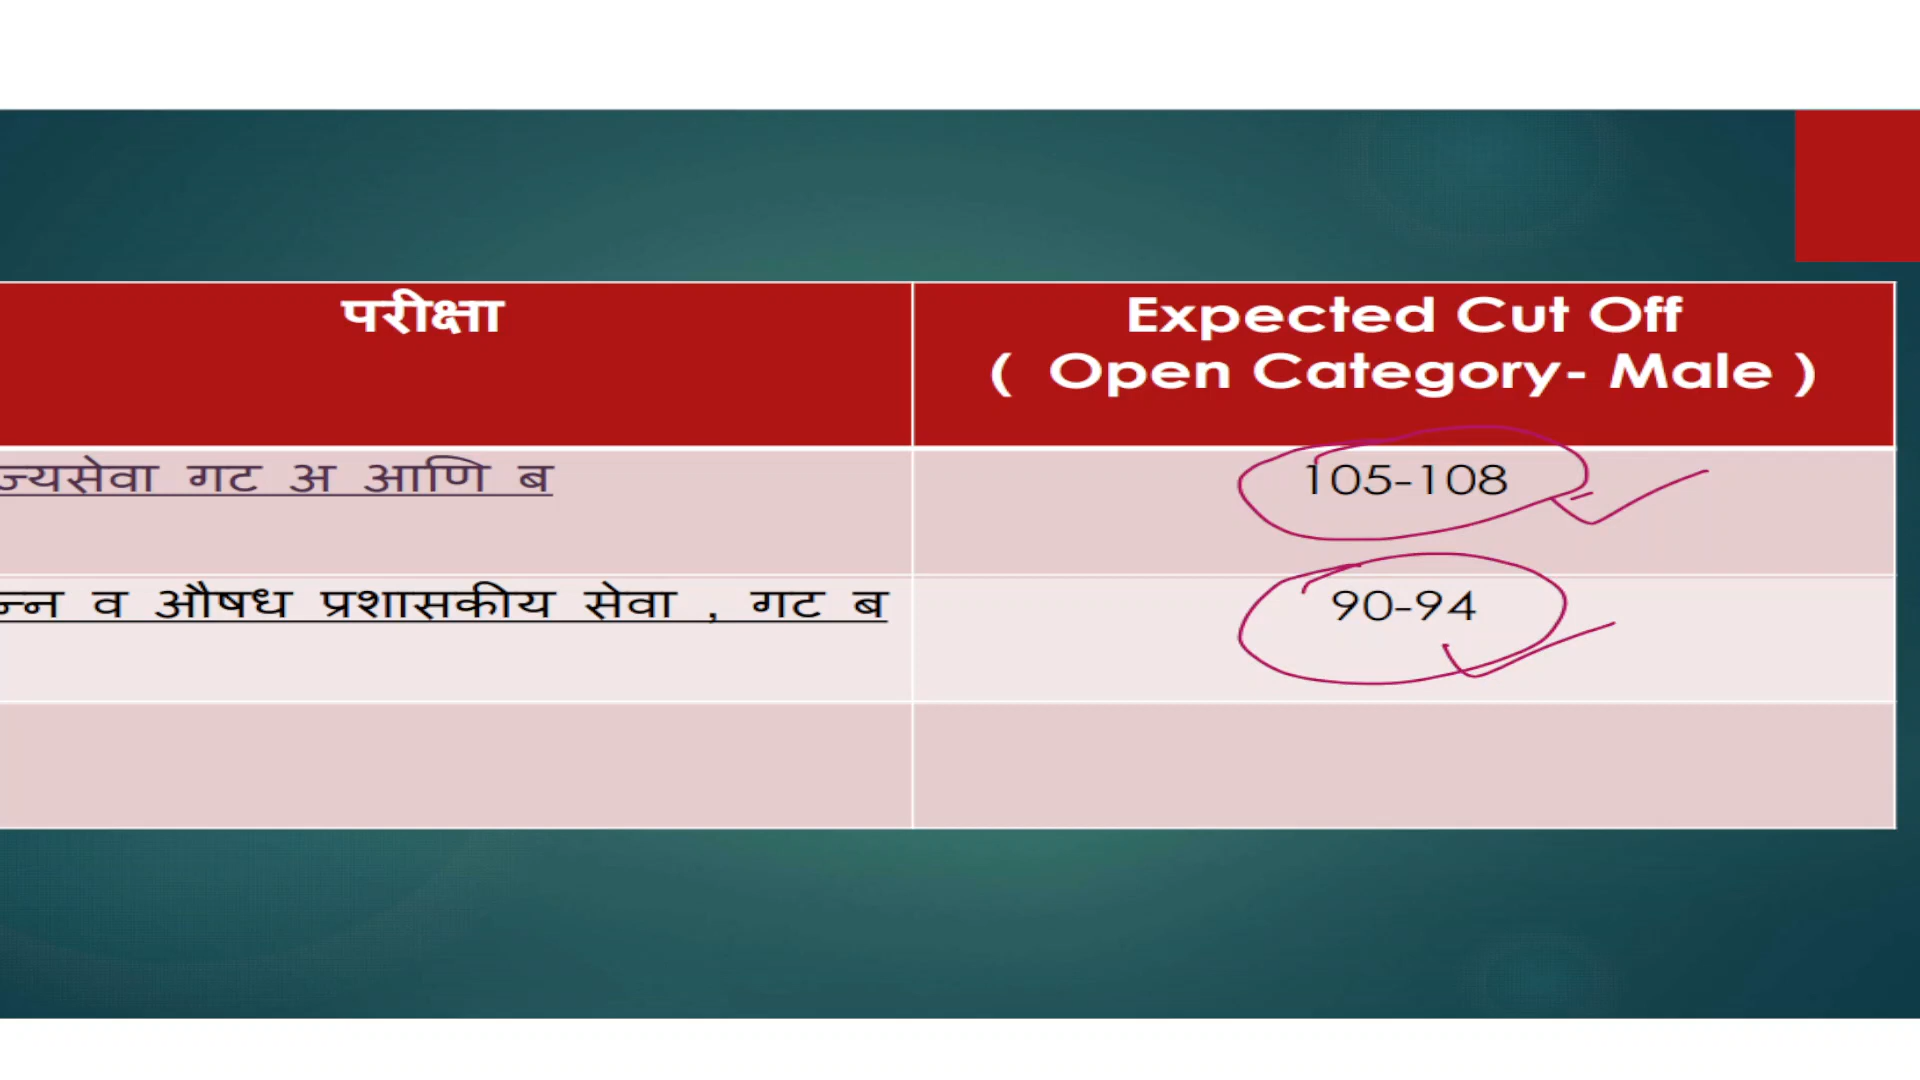 परीक्षा
Expected Cut Off
( Open Category- Male )
ज्यसेवा गट अ आणि ब
105-108
न्न व औषध प्रशासकीय सेवा , गट ब
90-94